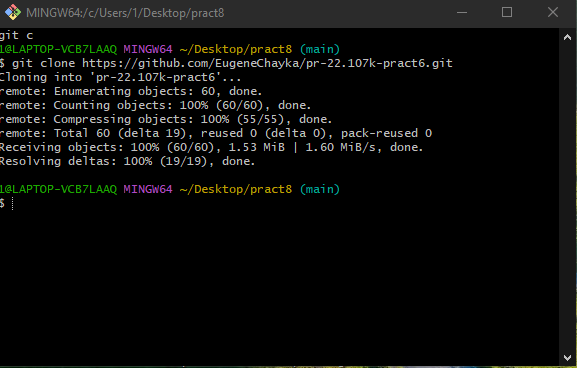 MINGW64:/c/Users/1/Desktop/pract8
git c
1@LAPTOP-VCB7LAAQ MINGW64 ~/Desktop/pract8 (main)
$ git clone https://github.com/EugeneChayka/pr-22.107k-pract6.git
Cloning into 'pr-22.107k-pract6'...
remote: Enumerating objects: 60, done.
remote: Counting objects: 100% (60/60), done.
remote: Compressing objects: 100% (55/55), done.
remote: Total 60 (delta 19), reused 0 (delta 0), pack-reused 0
Receiving objects: 100% (60/60), 1.53 MiB | 1.60 MiB/s, done.
Resolving deltas: 100% (19/19), done.
1@LAPTOP-VCB7LAAQ MINGW64 ~/Desktop/pract8 (main)
$